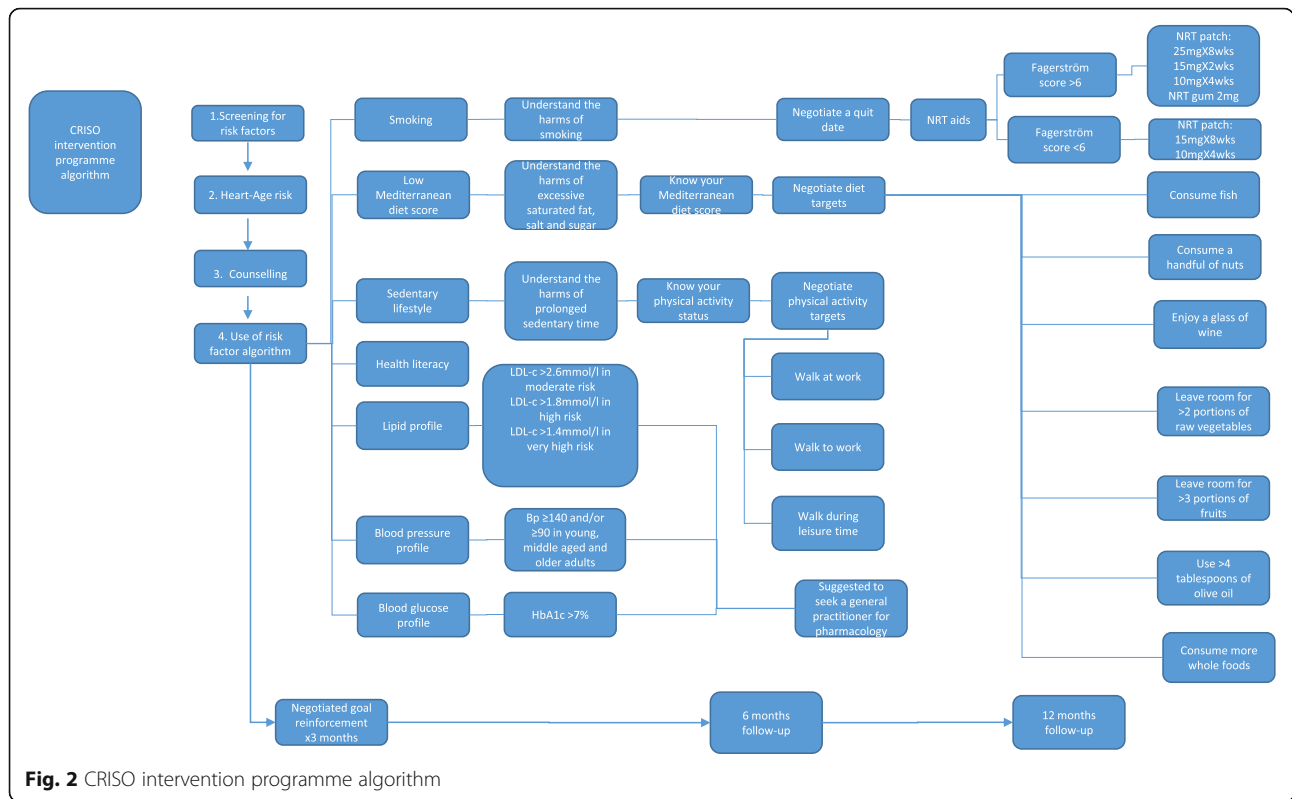 CRISO
intervention
programme
algorithm
1.Screening for
risk factors
2. Heart-Age risk
3. Counselling
4. Use of risk
factor algorithm
Smoking
Understand the
harms of
smoking
Negotiate a quit
date
NRT aids
Fagerström
score >6
NRT patch:
25mgX8wks
15mgX2wks
10mgX4wks
NRT gum 2mg
Fagerström
score <6
NRT patch:
15mgX8wks
10mgX4wks
Low
Mediterranean
diet score
Understand the
harms of
excessive
saturated fat,
salt and sugar
Know your
Mediterranean
diet score
Negotiate diet
targets
Consume fish
Consume a
handful of nuts
Enjoy a glass of
wine
Leave room for
>2 portions of
raw vegetables
Leave room for
>3 portions of
fruits
Use >4
tablespoons of
olive oil
Consume more
whole foods
Sedentary
lifestyle
Understand the
harms of
prolonged
sedentary time
Know your
physical activity
status
Negotiate
physical activity
targets
Walk at work
Walk to work
Walk during
leisure time
Health literacy
Lipid profile
LDL-c >2.6mmol/l in
moderate risk
LDL-c >1.8mmol/l in
high risk
LDL-c >1.4mmol/l in
very high risk
Blood pressure
profile
Bp ≥140 and/or
≥90 in young,
middle aged and
older adults
Blood glucose
profile
HbA1c >7%
Suggested to
seek a general
practitioner for
pharmacology
Negotiated goal
reinforcement
x3 months
6 months
follow-up
12 months
follow-up
Fig. 2 CRISO intervention programme algorithm